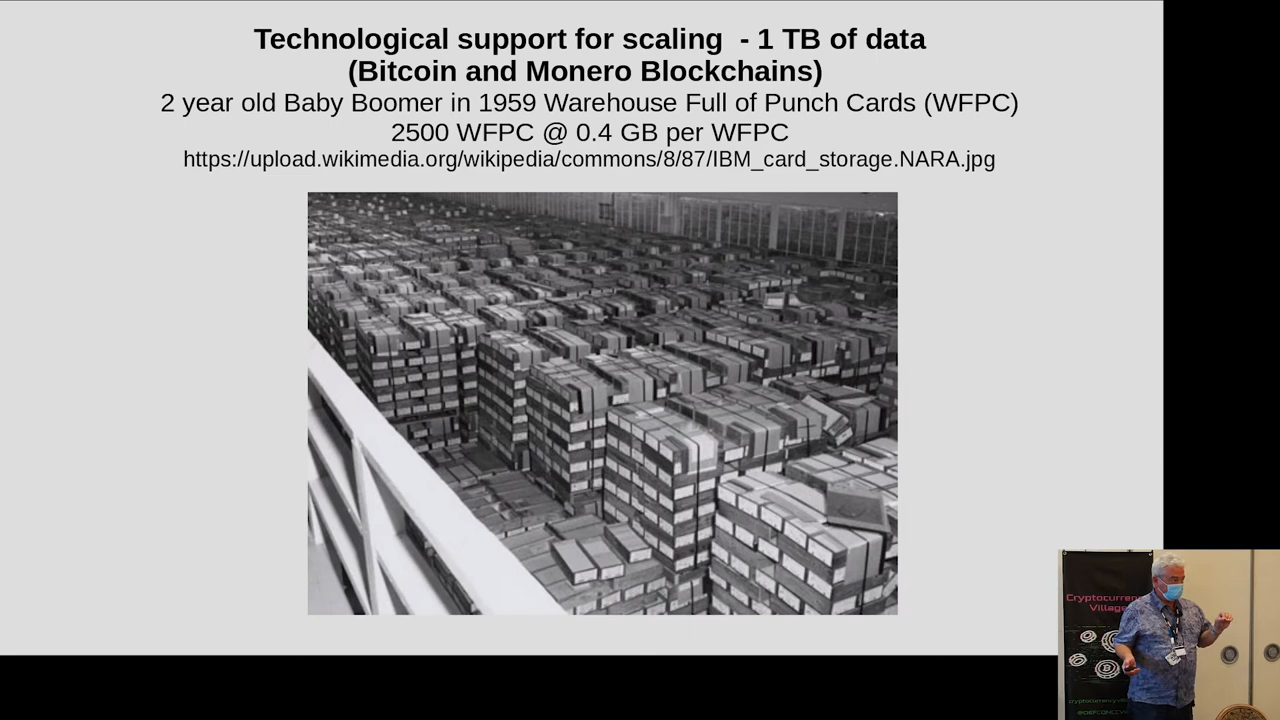 Technological support for scaling - 1 TB of data
(Bitcoin and Monero Blockchains)
2 year old Baby Boomer in 1959 Warehouse Full of Punch Cards (WFPC)
2500 WFPC @ 0.4 GB per WFPC
https://upload.wikimedia.org/wikipedia/commons/8/87/IBM_card_storage.NARA.jpg
Village